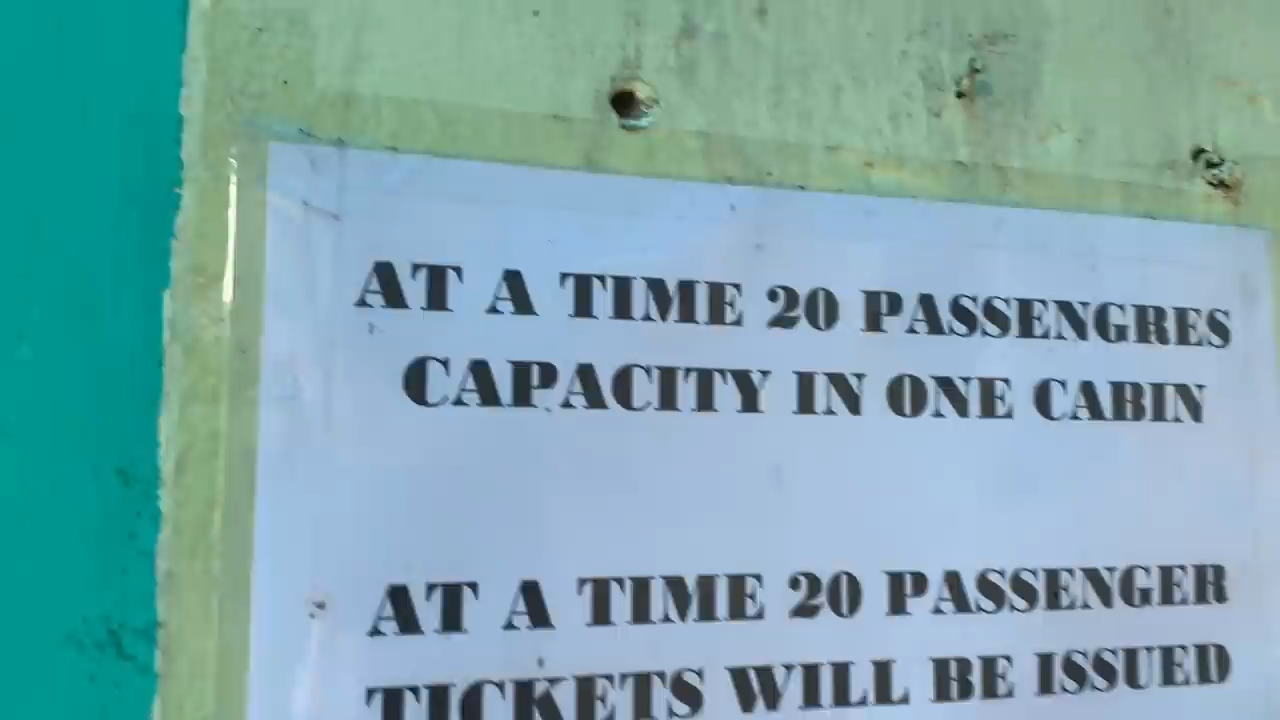 AT A TIME 20 PASSENGRES
CAPACITY IN ONE CABIN
AT A TIME 20 PASSENGER
TICKETS WILL BE ISSUED